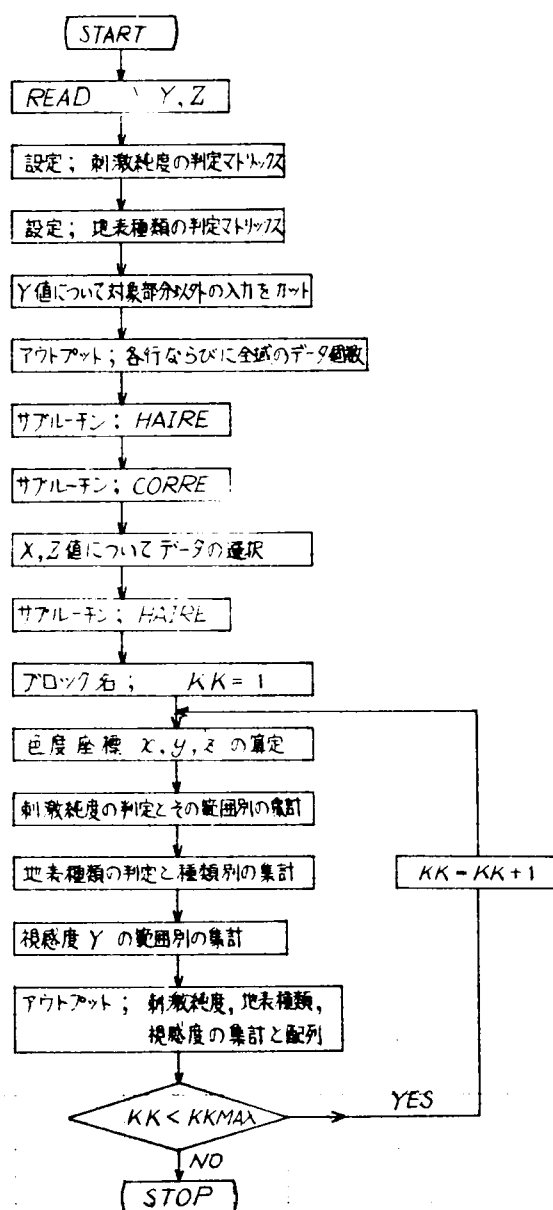 START
READ Y, Z
設定； 刺激純度の判定マトリックス
設定； 地表種類の判定マトリックス
Y値について対象部分以外の入力をカット
アウトプット； 各行ならびに全域のデータ個数
サブルーチン； HAIRE
サブルーチン； CORRE
X, Z値についてデータの選択
サブルーチン； HAIRE
ブロック名； KK = 1
色度座標 x, y, z の算定
刺激純度の判定とその範囲別の集計
地表種類の判定と種類別の集計
KK = KK + 1
視感度 Y の範囲別の集計
アウトプット； 刺激純度, 地表種類,
視感度の集計と配列
KK < KKMAX
YES
NO
STOP